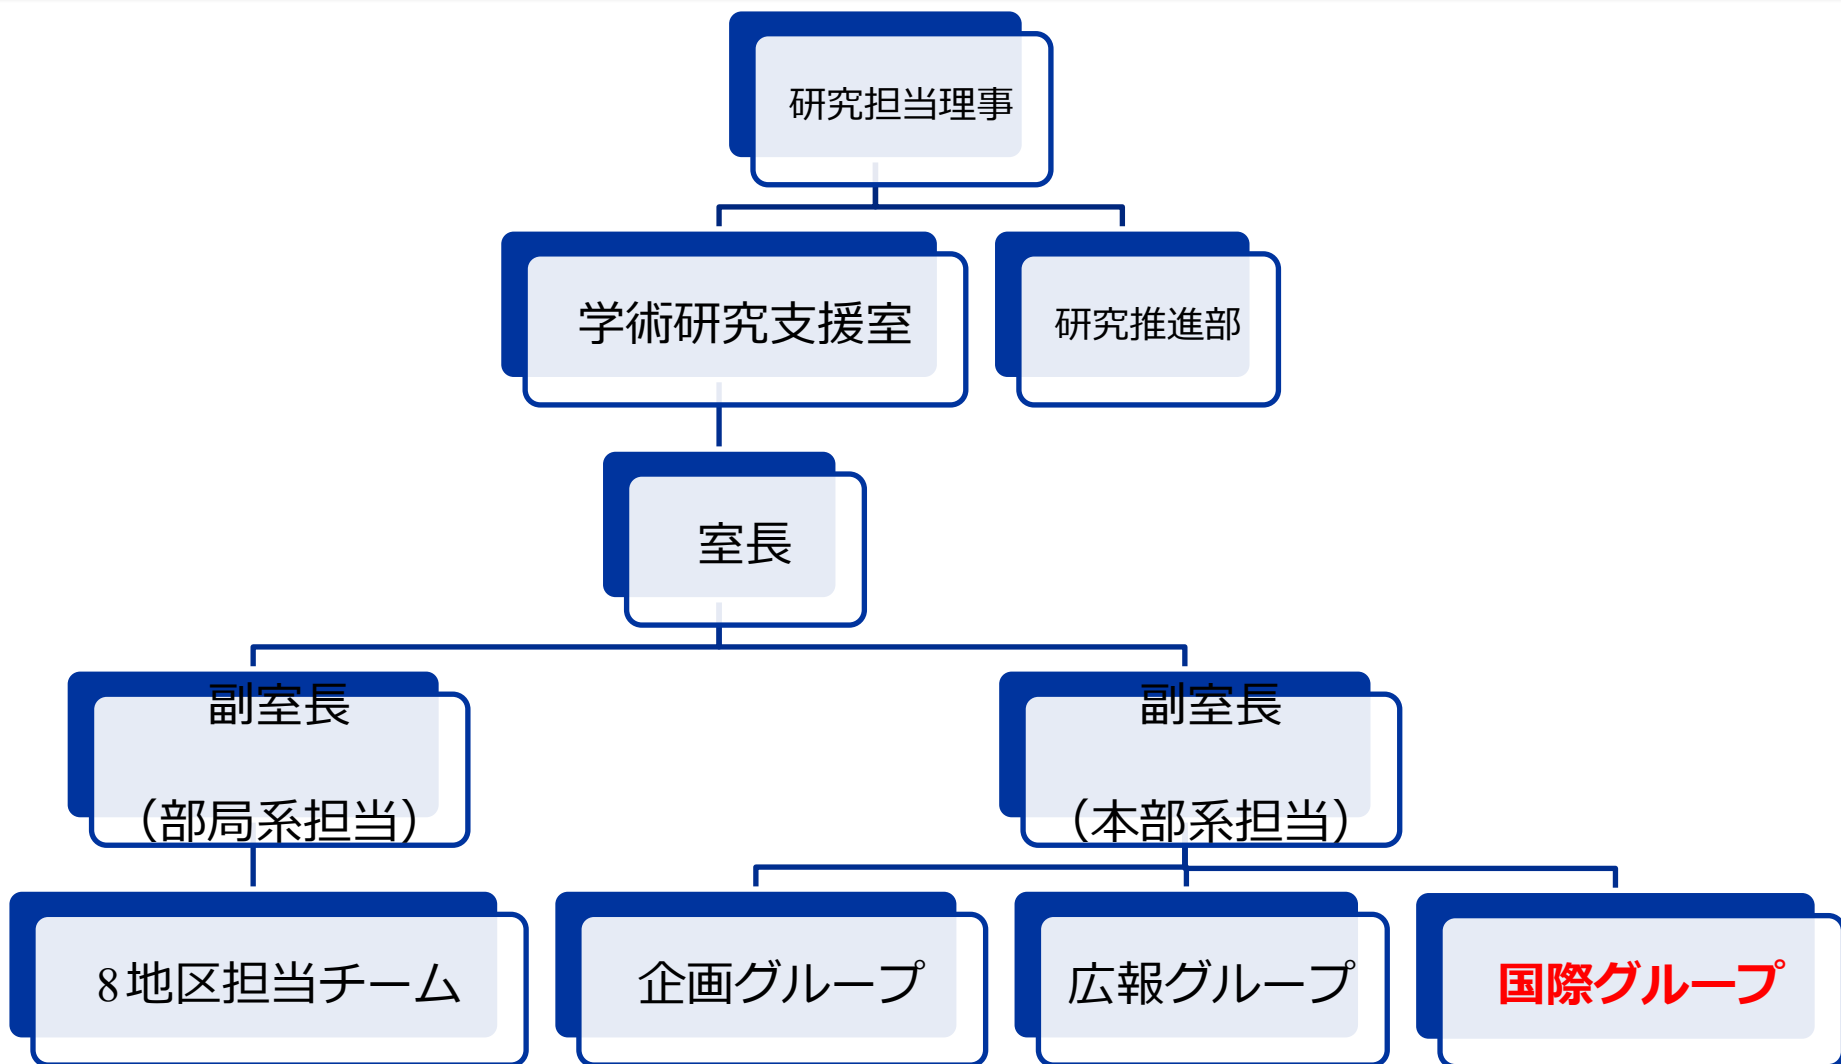 研究担当理事
学術研究支援室
研究推進部
室長
副室長
（部局系担当）
副室長
（本部系担当）
8地区担当チーム
企画グループ
広報グループ
国際グループ